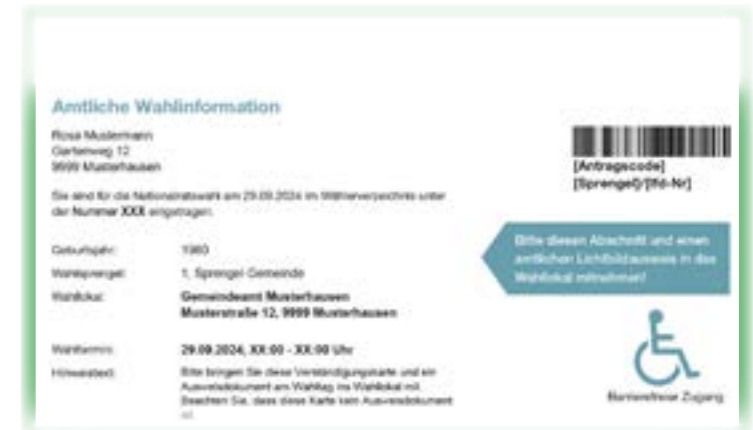 Amtliche Wahlinformation
Rosa Mustermann
Gartenweg 12
9999 Musterhausen
[Antragscode]
[Sprengel]/[lfd-Nr]
Sie sind für die Nationalratswahl am 29.09.2024 im Wählerverzeichnis unter
der Nummer XXX eingetragen:
Bitte diesen Abschnitt und einen
amtlichen Lichtbildausweis in das
Wahllokal mitnehmen!
Geburtsjahr: 1980
Wahlsprengel: 1, Sprengel Gemeinde
Wahllokal: Gemeindeamt Musterhausen
Musterstraße 12, 9999 Musterhausen
Wahltermin: 29.09.2024, XX:00 - XX:00 Uhr
Hinweistext: Bitte bringen Sie diese Verständigungskarte und ein
Ausweisdokument am Wahltag ins Wahllokal mit.
Beachten Sie, dass diese Karte kein Ausweisdokument
ist.
Barrierefreier Zugang